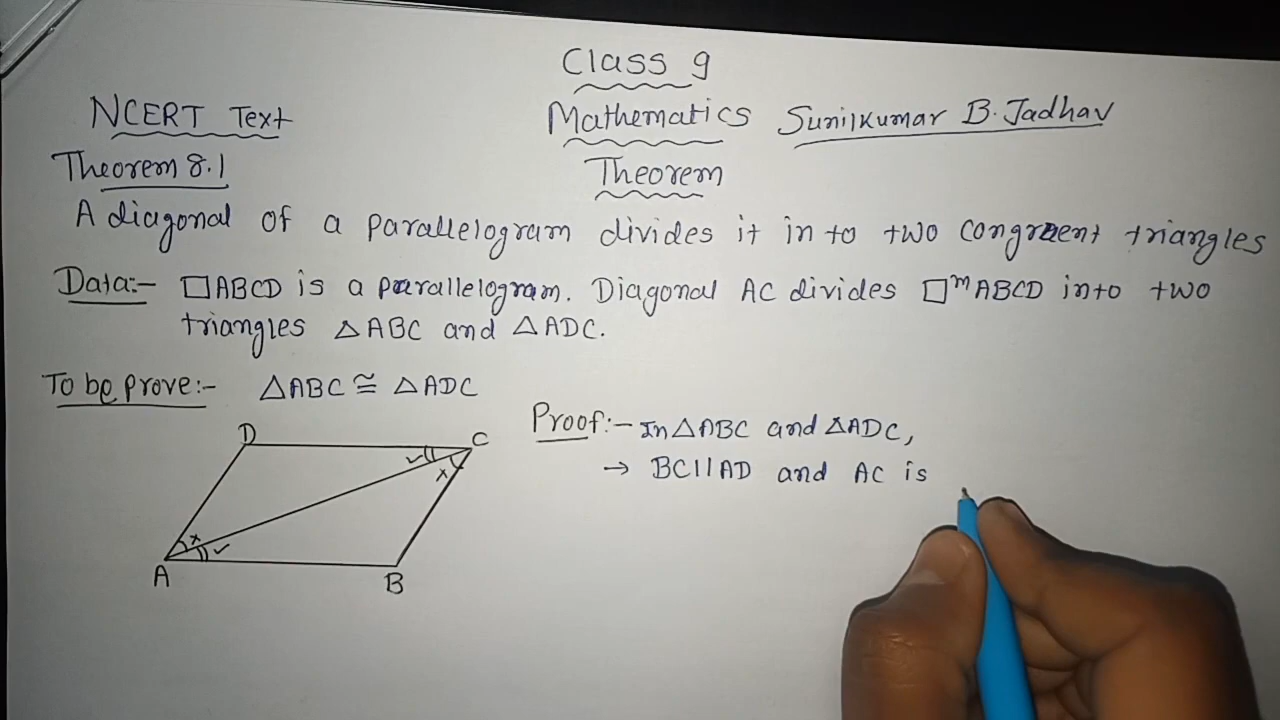 Class 9
NCERT Text
Mathematics Sunilkumar B. Jadhav
Theorem 8.1
Theorem
A diagonal of a parallelogram divides it in to two congruent triangles
Data:- □ABCD is a parallelogram. Diagonal AC divides □ᵐABCD into two
triangles △ABC and △ADC.
To be prove:- △ABC ≅ △ADC
Proof:- In △ABC and △ADC,
→ BC||AD and AC is
D
C
✓
x
x
✓
A
B